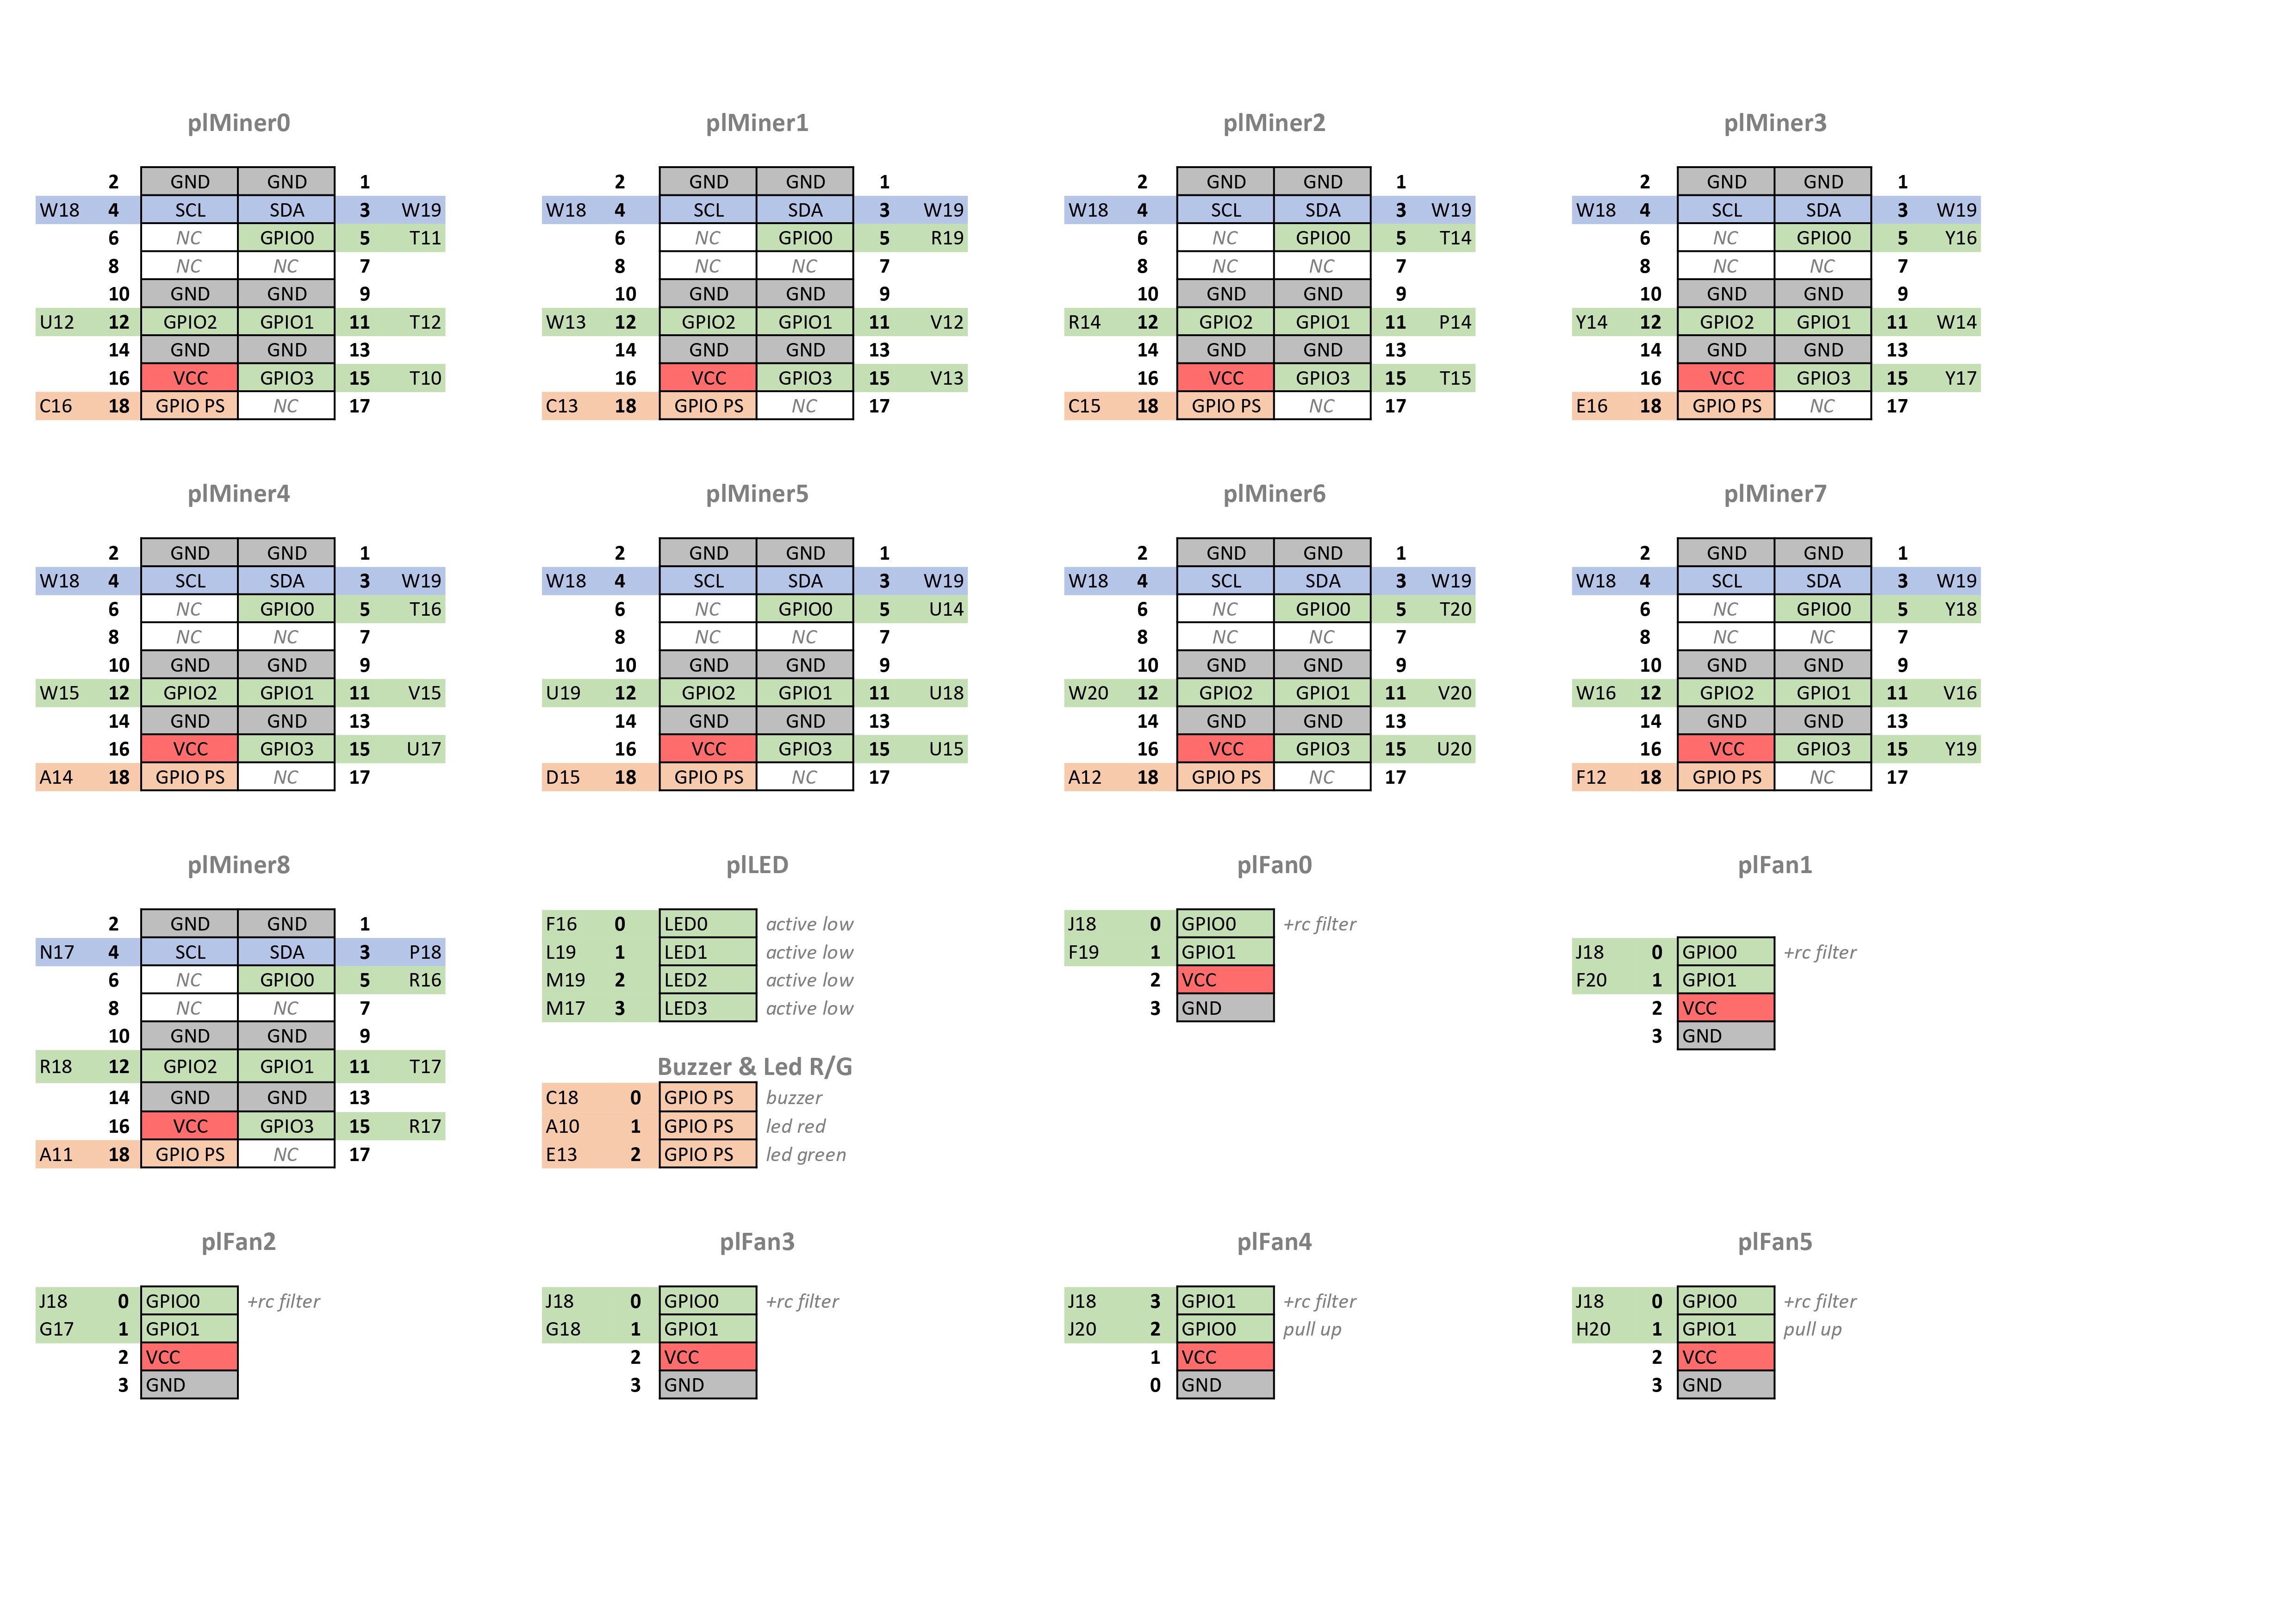 plMiner0 plMiner1 plMiner2 plMiner3
2 GND GND 1 2 GND GND 1 2 GND GND 1 2 GND GND 1
W18 4 SCL SDA 3 W19 W18 4 SCL SDA 3 W19 W18 4 SCL SDA 3 W19 W18 4 SCL SDA 3 W19
6 NC GPIO0 5 T11 6 NC GPIO0 5 R19 6 NC GPIO0 5 T14 6 NC GPIO0 5 Y16
8 NC NC 7 8 NC NC 7 8 NC NC 7 8 NC NC 7
10 GND GND 9 10 GND GND 9 10 GND GND 9 10 GND GND 9
U12 12 GPIO2 GPIO1 11 T12 W13 12 GPIO2 GPIO1 11 V12 R14 12 GPIO2 GPIO1 11 P14 Y14 12 GPIO2 GPIO1 11 W14
14 GND GND 13 14 GND GND 13 14 GND GND 13 14 GND GND 13
16 VCC GPIO3 15 T10 16 VCC GPIO3 15 V13 16 VCC GPIO3 15 T15 16 VCC GPIO3 15 Y17
C16 18 GPIO PS NC 17 C13 18 GPIO PS NC 17 C15 18 GPIO PS NC 17 E16 18 GPIO PS NC 17
plMiner4 plMiner5 plMiner6 plMiner7
2 GND GND 1 2 GND GND 1 2 GND GND 1 2 GND GND 1
W18 4 SCL SDA 3 W19 W18 4 SCL SDA 3 W19 W18 4 SCL SDA 3 W19 W18 4 SCL SDA 3 W19
6 NC GPIO0 5 T16 6 NC GPIO0 5 U14 6 NC GPIO0 5 T20 6 NC GPIO0 5 Y18
8 NC NC 7 8 NC NC 7 8 NC NC 7 8 NC NC 7
10 GND GND 9 10 GND GND 9 10 GND GND 9 10 GND GND 9
W15 12 GPIO2 GPIO1 11 V15 U19 12 GPIO2 GPIO1 11 U18 W20 12 GPIO2 GPIO1 11 V20 W16 12 GPIO2 GPIO1 11 V16
14 GND GND 13 14 GND GND 13 14 GND GND 13 14 GND GND 13
16 VCC GPIO3 15 U17 16 VCC GPIO3 15 U15 16 VCC GPIO3 15 U20 16 VCC GPIO3 15 Y19
A14 18 GPIO PS NC 17 D15 18 GPIO PS NC 17 A12 18 GPIO PS NC 17 F12 18 GPIO PS NC 17
plMiner8
2 GND GND 1
N17 4 SCL SDA 3 P18
6 NC GPIO0 5 R16
8 NC NC 7
10 GND GND 9
R18 12 GPIO2 GPIO1 11 T17
14 GND GND 13
16 VCC GPIO3 15 R17
A11 18 GPIO PS NC 17
plLED
F16 0 LED0 active low
L19 1 LED1 active low
M19 2 LED2 active low
M17 3 LED3 active low
Buzzer & Led R/G
C18 0 GPIO PS buzzer
A10 1 GPIO PS led red
E13 2 GPIO PS led green
plFan0
J18 0 GPIO0 +rc filter
F19 1 GPIO1
2 VCC
3 GND
plFan1
J18 0 GPIO0 +rc filter
F20 1 GPIO1
2 VCC
3 GND
plFan2
J18 0 GPIO0 +rc filter
G17 1 GPIO1
2 VCC
3 GND
plFan3
J18 0 GPIO0 +rc filter
G18 1 GPIO1
2 VCC
3 GND
plFan4
J18 3 GPIO1 +rc filter
J20 2 GPIO0 pull up
1 VCC
0 GND
plFan5
J18 0 GPIO0 +rc filter
H20 1 GPIO1 pull up
2 VCC
3 GND